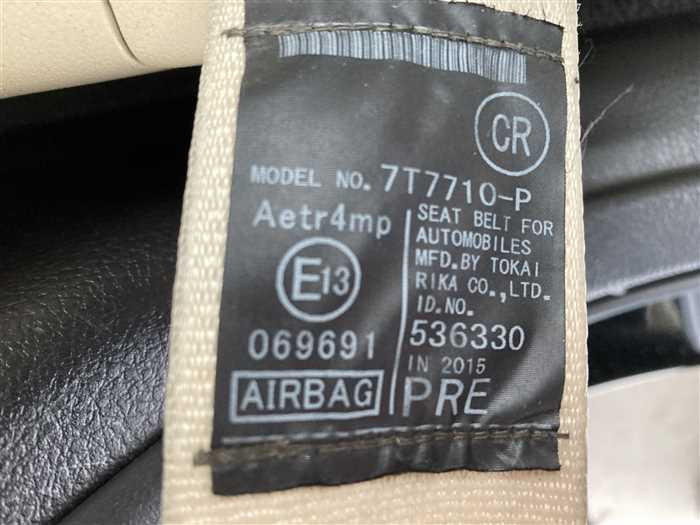 CR
MODEL NO. 7T7710-P
Aetr4mp
E13
069691
AIRBAG
SEAT BELT FOR
AUTOMOBILES
MFD.BY TOKAI
RIKA CO.,LTD.
ID.NO.
536330
IN 2015
PRE